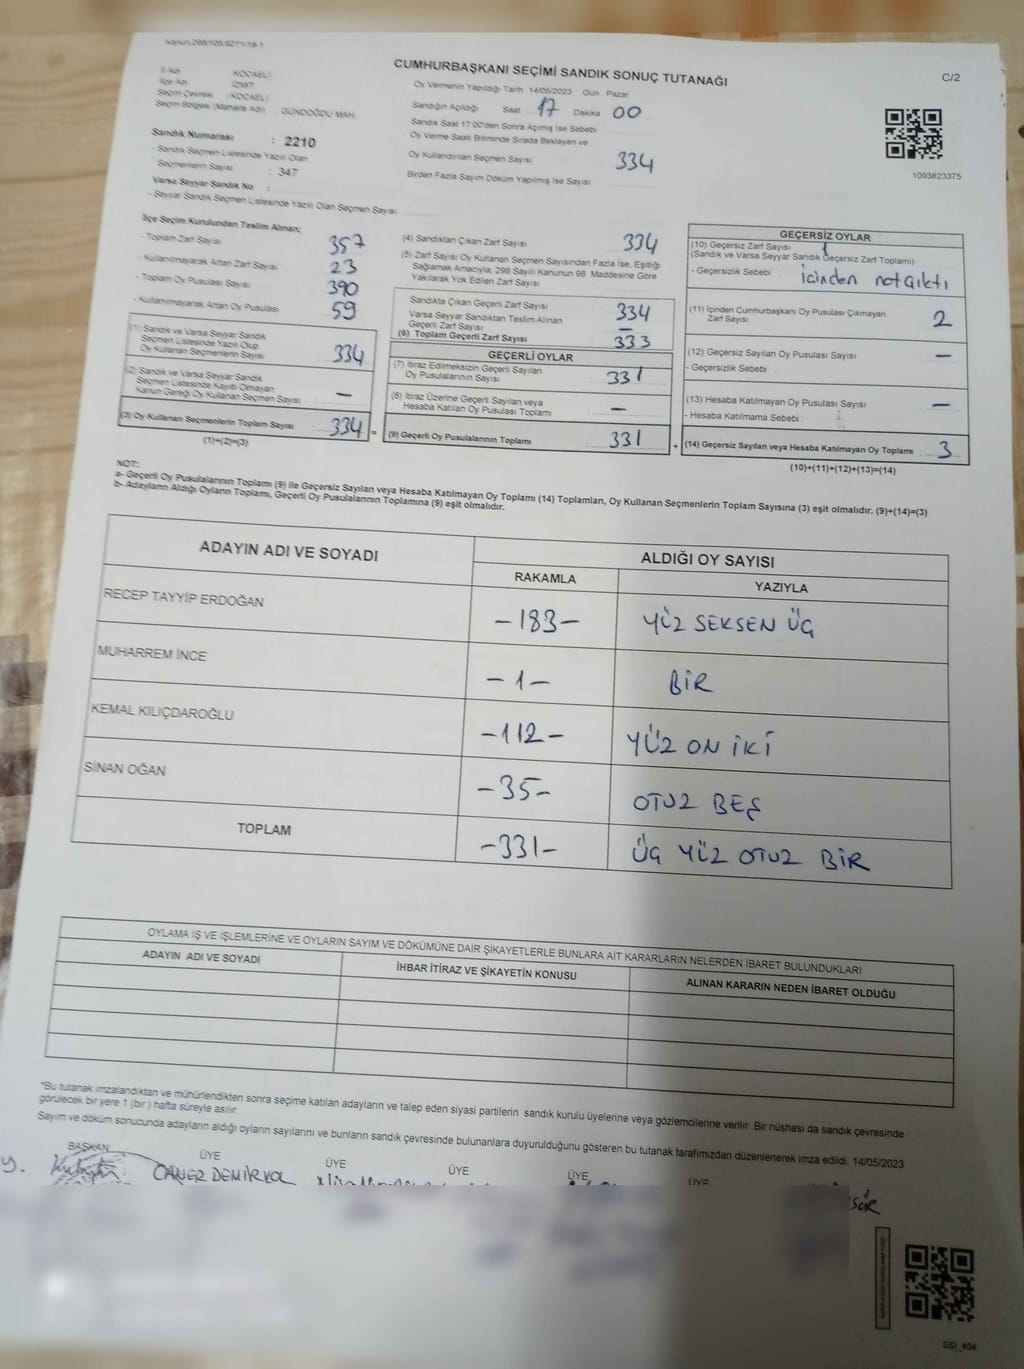 C/2
CUMHURBAŞKANI SEÇİMİ SANDIK SONUÇ TUTANAĞI
İl Adı : KOCAELİ
İlçe Adı : İZMİT
Seçim Çevresi : KOCAELİ
Seçim Bölgesi (Mahalle Adı) : GÜNDOĞDU MAH.
Sandık Numarası : 2210
- Sandık Seçmen Listesinde Yazılı Olan
Seçmenlerin Sayısı : 347
Varsa Seyyar Sandık No :
- Seyyar Sandık Seçmen Listesinde Yazılı Olan Seçmen Sayısı
Oy Vermenin Yapıldığı Tarih 14/05/2023 Gün Pazar
Sandığın Açıldığı Saat 17 Dakika 00
Sandık Saat 17:00'den Sonra Açımış İse Sebebi
Oy Verme Saati Bitiminde Sırada Bekleyen ve
Oy Kullandırılan Seçmen Sayısı 334
Birden Fazla Sayım Döküm Yapılmış İse Sayısı
1093823375
İlçe Seçim Kurulundan Teslim Alınan;
- Toplam Zarf Sayısı 357
- Kullanılmayarak Artan Zarf Sayısı 23
- Toplam Oy Pusulası Sayısı 390
- Kullanılmayarak Artan Oy Pusulası 59
(1) Sandık ve Varsa Seyyar Sandık
Seçmen Listesinde Yazılı Olup
Oy Kullanan Seçmenlerin Sayısı : 334
(2) Sandık ve Varsa Seyyar Sandık
Seçmen Listesinde Kayıtlı Olmayan
Kanun Gereği Oy Kullanan Seçmen Sayısı : —
(3) Oy Kullanan Seçmenlerin Toplam Sayısı : 334
(1)+(2)=(3)
(4) Sandıktan Çıkan Zarf Sayısı 334
(5) Zarf Sayısı Oy Kullanan Seçmen Sayısından Fazla İse, Eşitliği
Sağlamak Amacıyla, 298 Sayılı Kanunun 98. Maddesine Göre
Yakılarak Yok Edilen Zarf Sayısı
Sandıkta Çıkan Geçerli Zarf Sayısı 334
Varsa Seyyar Sandıktan Teslim Alınan
Geçerli Zarf Sayısı —
(6) Toplam Geçerli Zarf Sayısı 333
GEÇERLİ OYLAR
(7) İtiraz Edilmeksizin Geçerli Sayılan
Oy Pusulalarının Sayısı 331
(8) İtiraz Üzerine Geçerli Sayılan veya
Hesaba Katılan Oy Pusulası Toplamı —
(9) Geçerli Oy Pusulalarının Toplamı 331
GEÇERSİZ OYLAR
(10) Geçersiz Zarf Sayısı 1
(Sandık ve Varsa Seyyar Sandık Geçersiz Zarf Toplamı)
- Geçersizlik Sebebi : içinden not çıktı
(11) İçinden Cumhurbaşkanı Oy Pusulası Çıkmayan
Zarf Sayısı 2
(12) Geçersiz Sayılan Oy Pusulası Sayısı —
- Geçersizlik Sebebi :
(13) Hesaba Katılmayan Oy Pusulası Sayısı —
- Hesaba Katılmama Sebebi :
(14) Geçersiz Sayılan veya Hesaba Katılmayan Oy Toplamı : 3
(10)+(11)+(12)+(13)=(14)
NOT:
a- Geçerli Oy Pusulalarının Toplamı (9) ile Geçersiz Sayılan veya Hesaba Katılmayan Oy Toplamı (14) Toplamları, Oy Kullanan Seçmenlerin Toplam Sayısına (3) eşit olmalıdır. (9)+(14)=(3)
b- Adayların Aldığı Oyların Toplamı, Geçerli Oy Pusulalarının Toplamına (9) eşit olmalıdır.
ADAYIN ADI VE SOYADI ALDIĞI OY SAYISI
RAKAMLA YAZIYLA
RECEP TAYYİP ERDOĞAN -183- YÜZ SEKSEN ÜÇ
MUHARREM İNCE -1- BİR
KEMAL KILIÇDAROĞLU -112- YÜZ ON İKİ
SİNAN OĞAN -35- OTUZ BEŞ
TOPLAM -331- ÜÇ YÜZ OTUZ BİR
OYLAMA İŞ VE İŞLEMLERİNE VE OYLARIN SAYIM VE DÖKÜMÜNE DAİR ŞİKAYETLERLE BUNLARA AİT KARARLARIN NELERDEN İBARET BULUNDUKLARI
ADAYIN ADI VE SOYADI İHBAR İTİRAZ VE ŞİKAYETİN KONUSU ALINAN KARARIN NEDEN İBARET OLDUĞU
*Bu tutanak imzalandıktan ve mühürlendikten sonra seçime katılan adayların ve talep eden siyasi partilerin sandık kurulu üyelerine veya gözlemcilerine verilir. Bir nüshası da sandık çevresinde
görülecek bir yere 1 (bir) hafta süreyle asılır.
Sayım ve döküm sonucunda adayların aldığı oyların sayılarını ve bunların sandık çevresinde bulunanlara duyurulduğunu gösteren bu tutanak tarafımızdan düzenlenerek imza edildi. 14/05/2023
BAŞKAN ÜYE ÜYE ÜYE ÜYE ÜYE
CANER DEMİRKOL
SSI_404